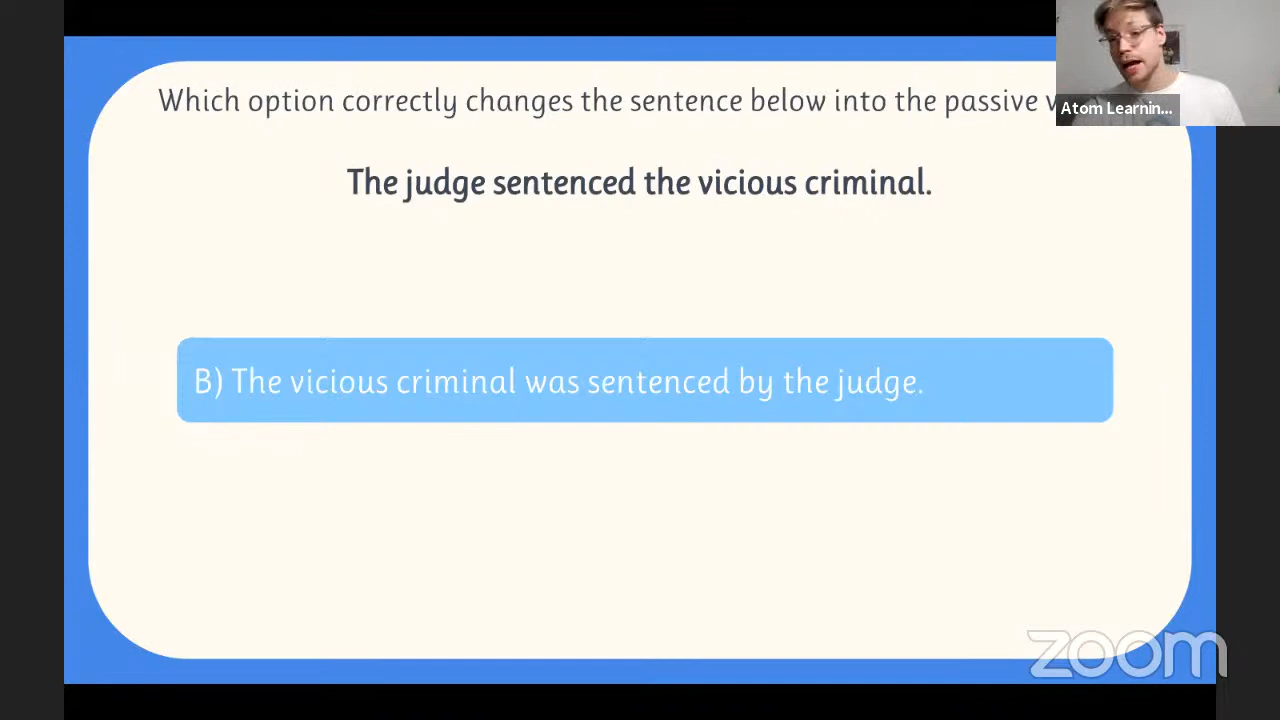 Which option correctly changes the sentence below into the passive
Atom Learnin...
The judge sentenced the vicious criminal.
B) The vicious criminal was sentenced by the judge.
zoom